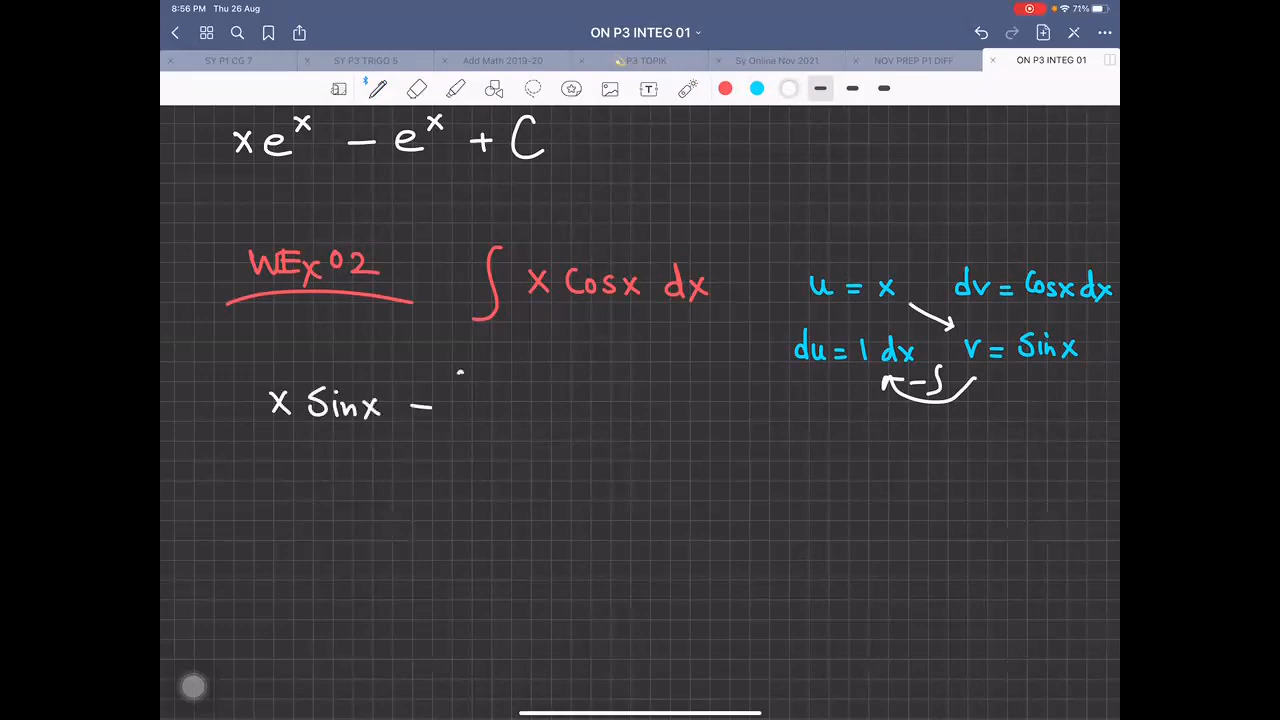 8:56 PM Thu 26 Aug
71%
ON P3 INTEG 01
SY P1 CG 7
SY P3 TRIGO 5
Add Math 2019-20
P3 TOPIK
Sy Online Nov 2021
NOV PREP P1 DIFF
ON P3 INTEG 01
xe^x - e^x + C
WEx 02
∫ x Cosx dx
u = x dv = Cosx dx
du = 1 dx v = Sinx
-∫
x Sinx -